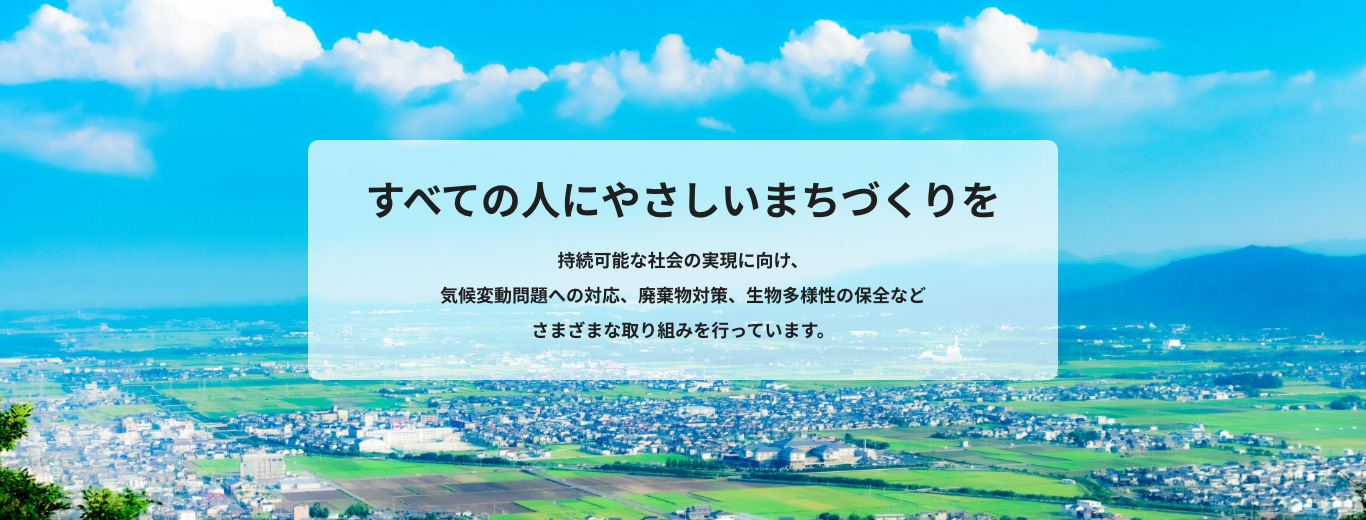 すべての人にやさしいまちづくりを
持続可能な社会の実現に向け、
気候変動問題への対応、廃棄物対策、生物多様性の保全など
さまざまな取り組みを行っています。